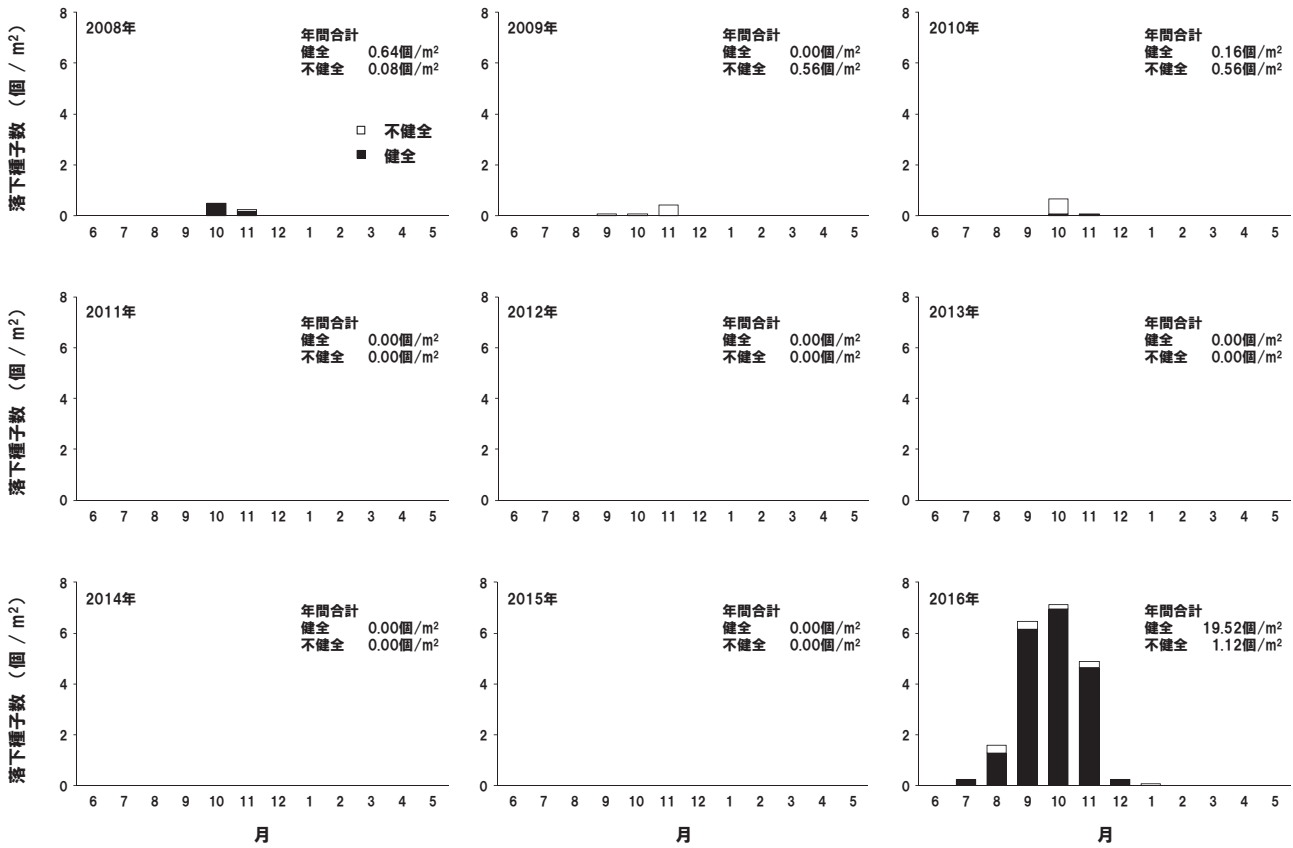 落下種子数（個 / m²）
8
6
4
2
0
2008年
年間合計
健全 0.64個/m²
不健全 0.08個/m²
不健全
健全
6 7 8 9 10 11 12 1 2 3 4 5
8
6
4
2
0
2009年
年間合計
健全 0.00個/m²
不健全 0.56個/m²
6 7 8 9 10 11 12 1 2 3 4 5
8
6
4
2
0
2010年
年間合計
健全 0.16個/m²
不健全 0.56個/m²
6 7 8 9 10 11 12 1 2 3 4 5
落下種子数（個 / m²）
8
6
4
2
0
2011年
年間合計
健全 0.00個/m²
不健全 0.00個/m²
6 7 8 9 10 11 12 1 2 3 4 5
8
6
4
2
0
2012年
年間合計
健全 0.00個/m²
不健全 0.00個/m²
6 7 8 9 10 11 12 1 2 3 4 5
8
6
4
2
0
2013年
年間合計
健全 0.00個/m²
不健全 0.00個/m²
6 7 8 9 10 11 12 1 2 3 4 5
落下種子数（個 / m²）
8
6
4
2
0
2014年
年間合計
健全 0.00個/m²
不健全 0.00個/m²
6 7 8 9 10 11 12 1 2 3 4 5
月
8
6
4
2
0
2015年
年間合計
健全 0.00個/m²
不健全 0.00個/m²
6 7 8 9 10 11 12 1 2 3 4 5
月
8
6
4
2
0
2016年
年間合計
健全 19.52個/m²
不健全 1.12個/m²
6 7 8 9 10 11 12 1 2 3 4 5
月